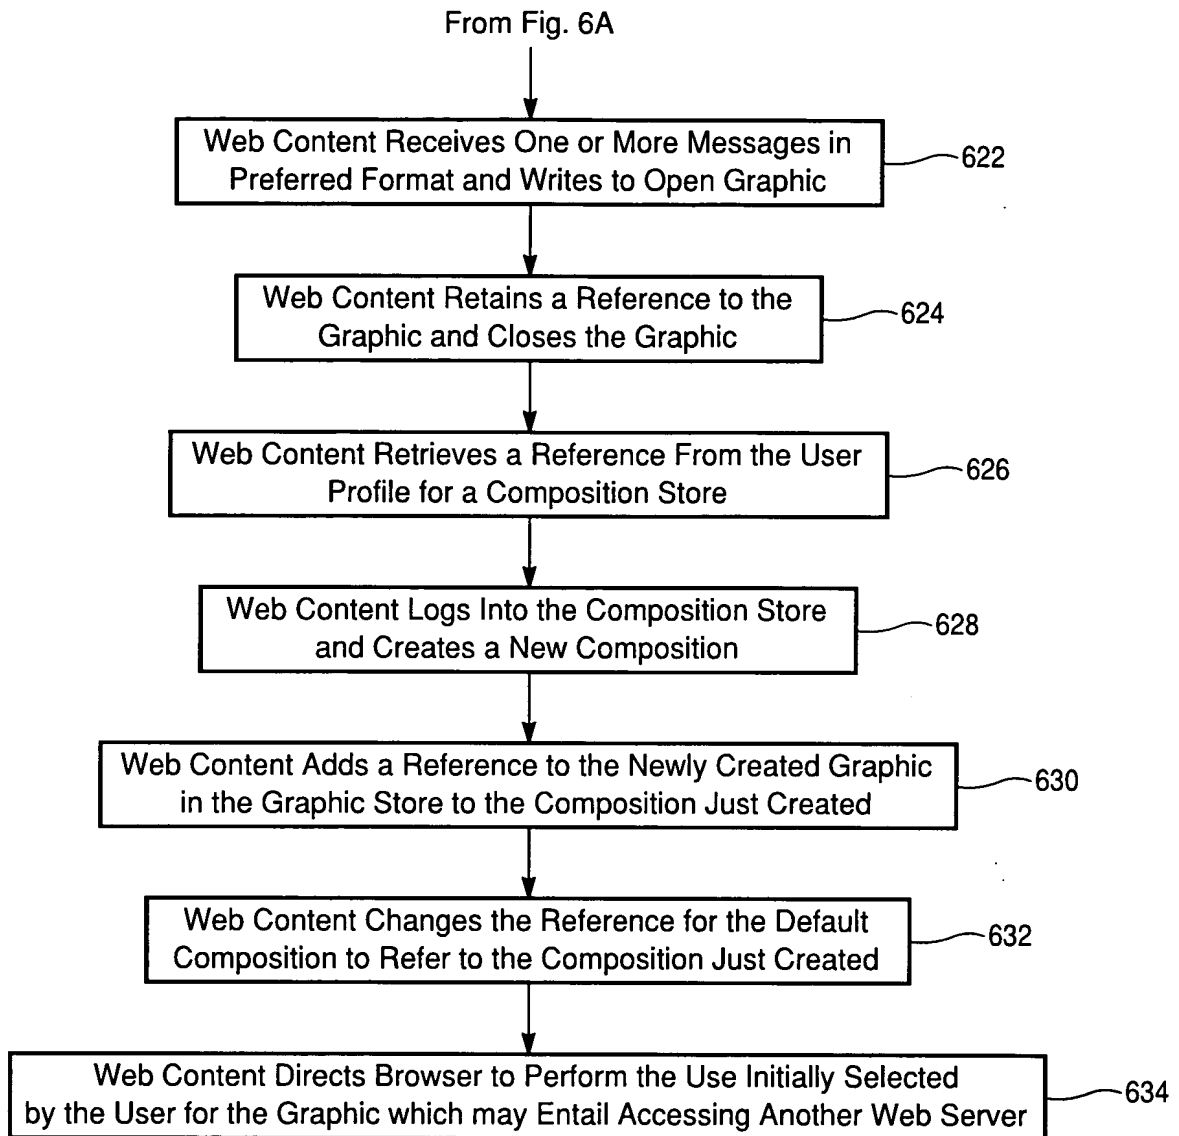 From Fig. 6A
Web Content Receives One or More Messages in
Preferred Format and Writes to Open Graphic
622
Web Content Retains a Reference to the
Graphic and Closes the Graphic
624
Web Content Retrieves a Reference From the User
Profile for a Composition Store
626
Web Content Logs Into the Composition Store
and Creates a New Composition
628
Web Content Adds a Reference to the Newly Created Graphic
in the Graphic Store to the Composition Just Created
630
Web Content Changes the Reference for the Default
Composition to Refer to the Composition Just Created
632
Web Content Directs Browser to Perform the Use Initially Selected
by the User for the Graphic which may Entail Accessing Another Web Server
634